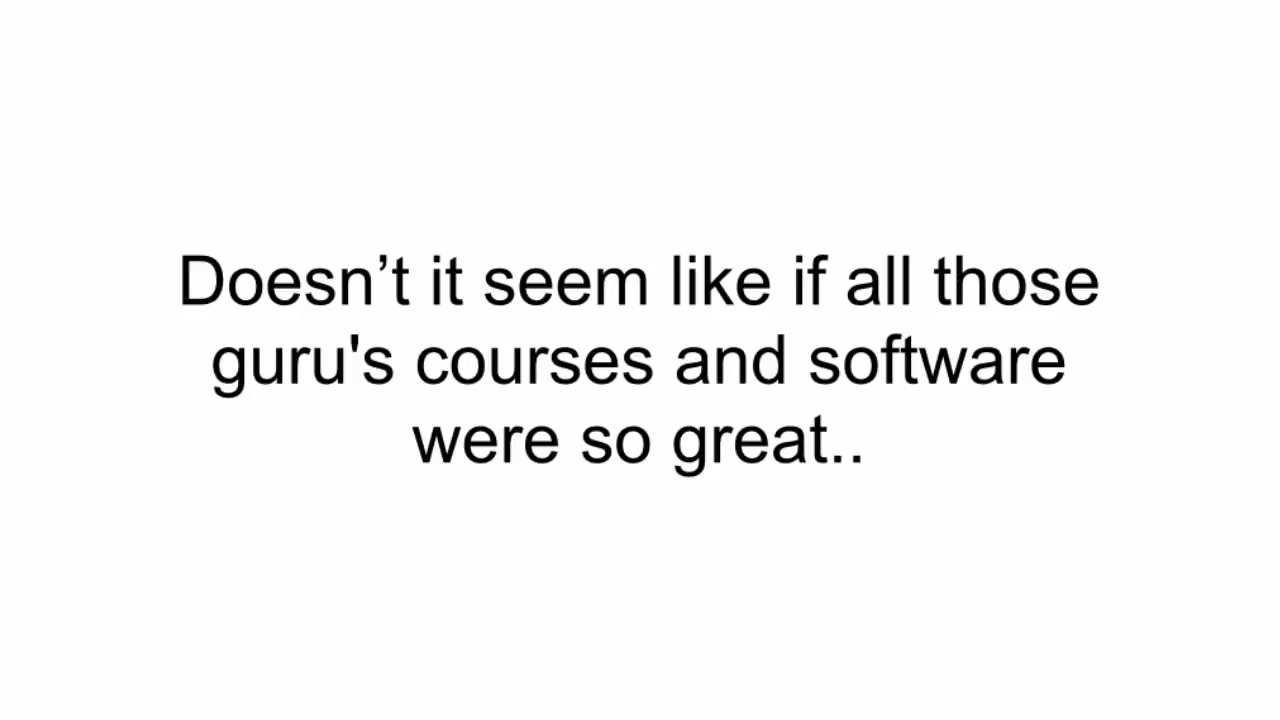 Doesn’t it seem like if all those
guru's courses and software
were so great..